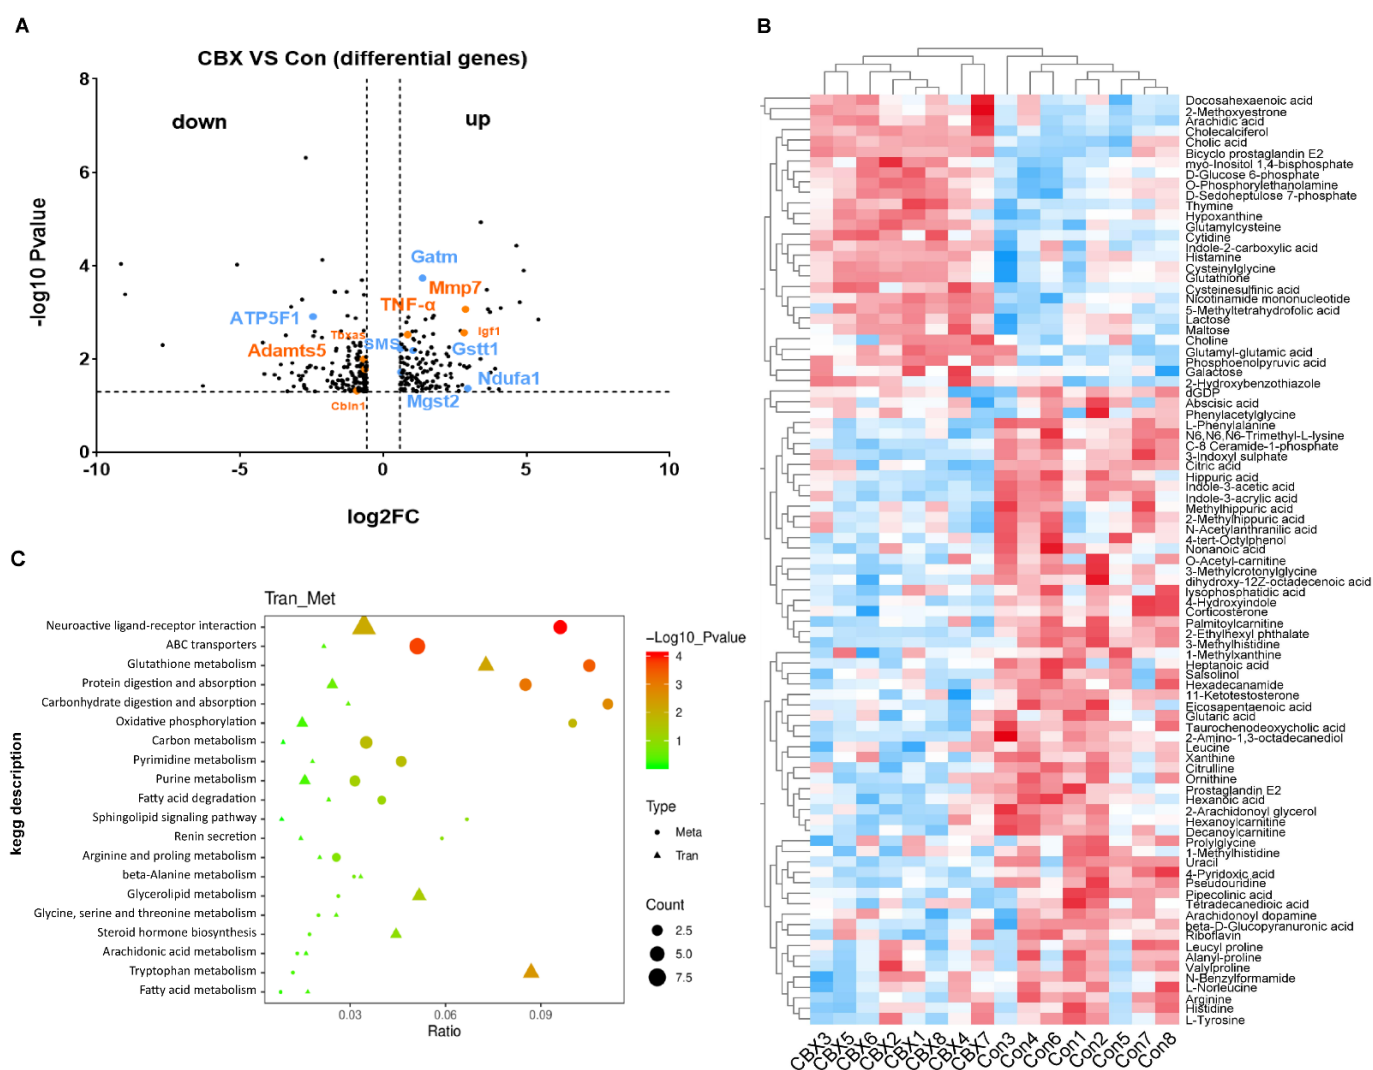 A
CBX VS Con (differential genes)
down
up
-log10 Pvalue
8
6
4
2
0
-10
-5
0
5
10
log2FC
Gatm
Mmp7
TNF-α
Igf1
ATP5F1
Tbxas
SMS
Adamts5
Gstt1
Ndufa1
Mgst2
Cbln1
B
Docosahexaenoic acid
2-Methoxyestrone
Arachidic acid
Cholecalciferol
Cholic acid
Bicyclo prostaglandin E2
myo-Inositol 1,4-bisphosphate
D-Glucose 6-phosphate
O-Phosphorylethanolamine
D-Sedoheptulose 7-phosphate
Thymine
Hypoxanthine
Glutamylcysteine
Cytidine
Indole-2-carboxylic acid
Histamine
Cysteinylglycine
Glutathione
Cysteinesulfinic acid
Nicotinamide mononucleotide
5-Methyltetrahydrofolic acid
Lactose
Maltose
Choline
Glutamyl-glutamic acid
Phosphoenolpyruvic acid
Galactose
2-Hydroxybenzothiazole
dGDP
Abscisic acid
Phenylacetylglycine
L-Phenylalanine
N6,N6,N6-Trimethyl-L-lysine
C-8 Ceramide-1-phosphate
3-Indoxyl sulphate
Citric acid
Hippuric acid
Indole-3-acetic acid
Indole-3-acrylic acid
Methylhippuric acid
2-Methylhippuric acid
N-Acetylanthranilic acid
4-tert-Octylphenol
Nonanoic acid
O-Acetyl-carnitine
3-Methylcrotonylglycine
dihydroxy-12Z-octadecenoic acid
lysophosphatidic acid
4-Hydroxyindole
Corticosterone
Palmitoylcarnitine
2-Ethylhexyl phthalate
3-Methylhistidine
1-Methylxanthine
Heptanoic acid
Salsolinol
Hexadecanamide
11-Ketotestosterone
Eicosapentaenoic acid
Glutaric acid
Taurochenodeoxycholic acid
2-Amino-1,3-octadecanediol
Leucine
Xanthine
Citrulline
Ornithine
Prostaglandin E2
Hexanoic acid
2-Arachidonoyl glycerol
Hexanoylcarnitine
Decanoylcarnitine
Prolylglycine
1-Methylhistidine
Uracil
4-Pyridoxic acid
Pseudouridine
Pipecolinic acid
Tetradecanedioic acid
Arachidonoyl dopamine
beta-D-Glucopyranuronic acid
Riboflavin
Leucyl proline
Alanyl-proline
Valylproline
N-Benzylformamide
L-Norleucine
Arginine
Histidine
L-Tyrosine
CBX3
CBX5
CBX6
CBX2
CBX1
CBX8
CBX4
CBX7
Con3
Con4
Con6
Con1
Con2
Con5
Con7
Con8
C
Tran_Met
kegg description
Neuroactive ligand-receptor interaction
ABC transporters
Glutathione metabolism
Protein digestion and absorption
Carbonhydrate digestion and absorption
Oxidative phosphorylation
Carbon metabolism
Pyrimidine metabolism
Purine metabolism
Fatty acid degradation
Sphingolipid signaling pathway
Renin secretion
Arginine and proling metabolism
beta-Alanine metabolism
Glycerolipid metabolism
Glycine, serine and threonine metabolism
Steroid hormone biosynthesis
Arachidonic acid metabolism
Tryptophan metabolism
Fatty acid metabolism
0.03
0.06
0.09
Ratio
−Log10_Pvalue
4
3
2
1
Type
Meta
Tran
Count
2.5
5.0
7.5